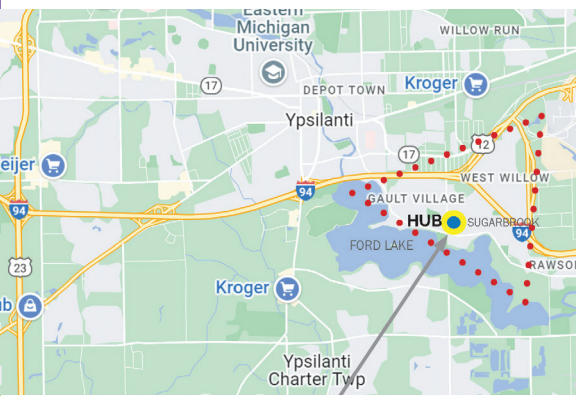 Eastern
Michigan
University
WILLOW RUN
17
Kroger
DEPOT TOWN
Ypsilanti
12
17
eijer
WEST WILLOW
94
GAULT VILLAGE
94
HUB
SUGARBROOK
94
FORD LAKE
23
RAWSO
Kroger
ub
Ypsilanti
Charter Twp